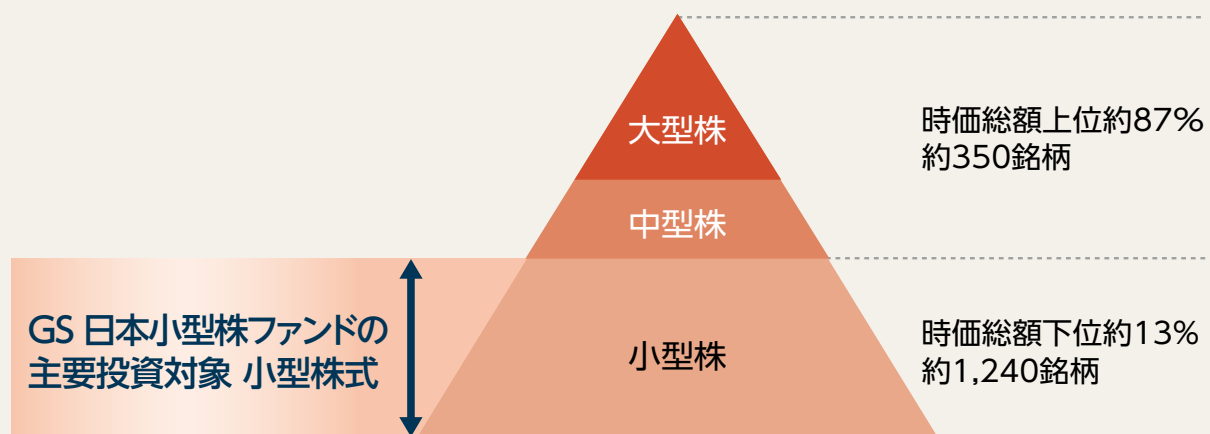 大型株
時価総額上位約87%
約350銘柄
中型株
GS 日本小型株ファンドの
主要投資対象 小型株式
小型株
時価総額下位約13%
約1,240銘柄